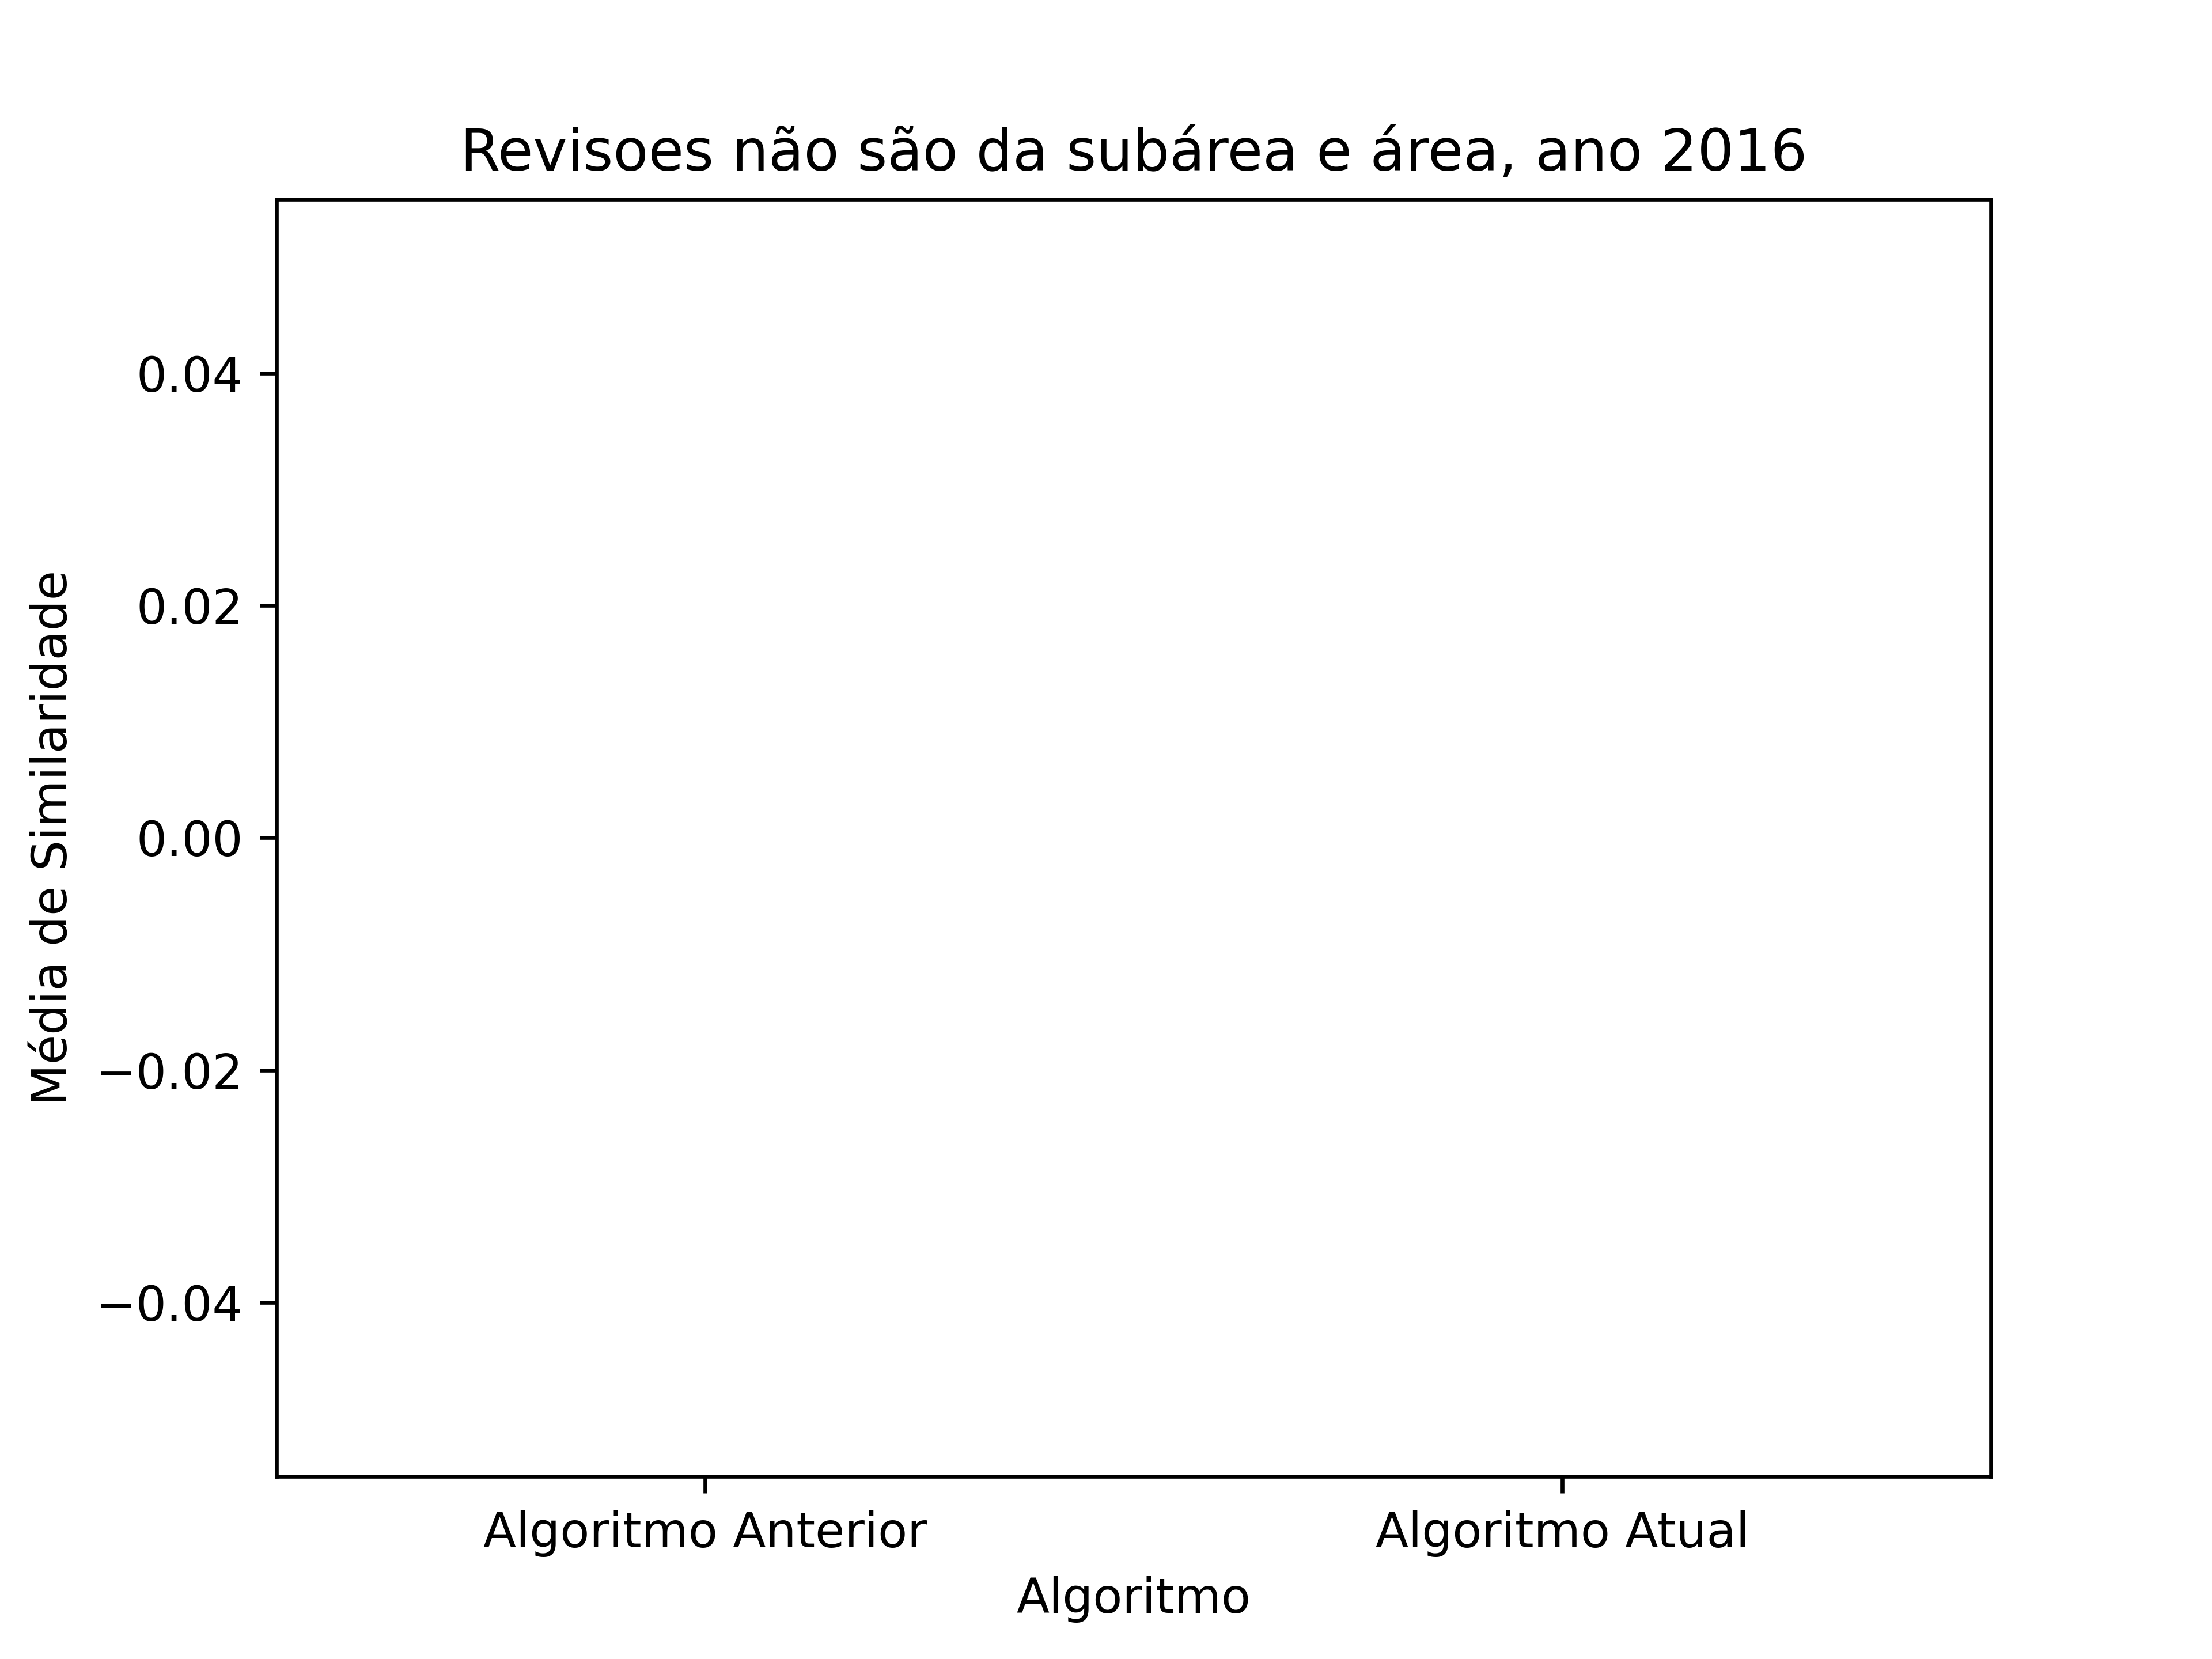 Revisoes não são da subárea e área, ano 2016
Média de Similaridade
0.04
0.02
0.00
−0.02
−0.04
Algoritmo Anterior
Algoritmo Atual
Algoritmo